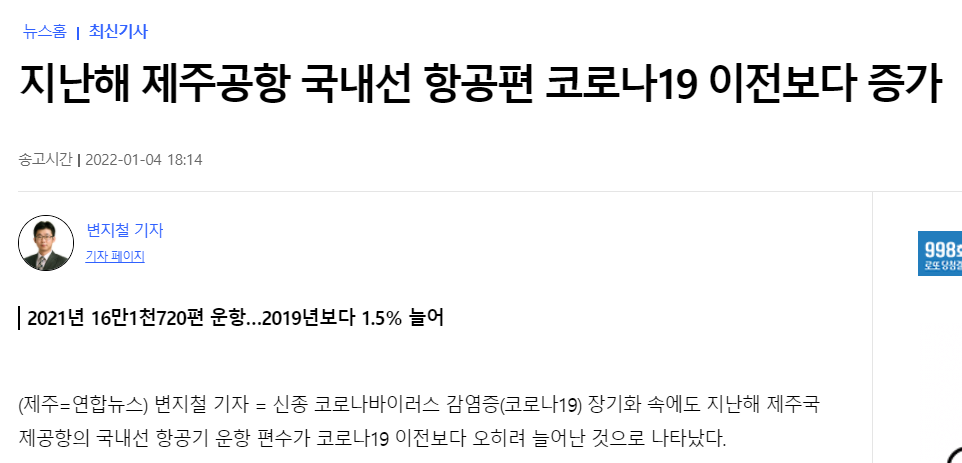 뉴스홈 | 최신기사
지난해 제주공항 국내선 항공편 코로나19 이전보다 증가
송고시간 | 2022-01-04 18:14
변지철 기자
기자 페이지
998
로또 당첨
2021년 16만1천720편 운항…2019년보다 1.5% 늘어
(제주=연합뉴스) 변지철 기자 = 신종 코로나바이러스 감염증(코로나19) 장기화 속에도 지난해 제주국
제공항의 국내선 항공기 운항 편수가 코로나19 이전보다 오히려 늘어난 것으로 나타났다.